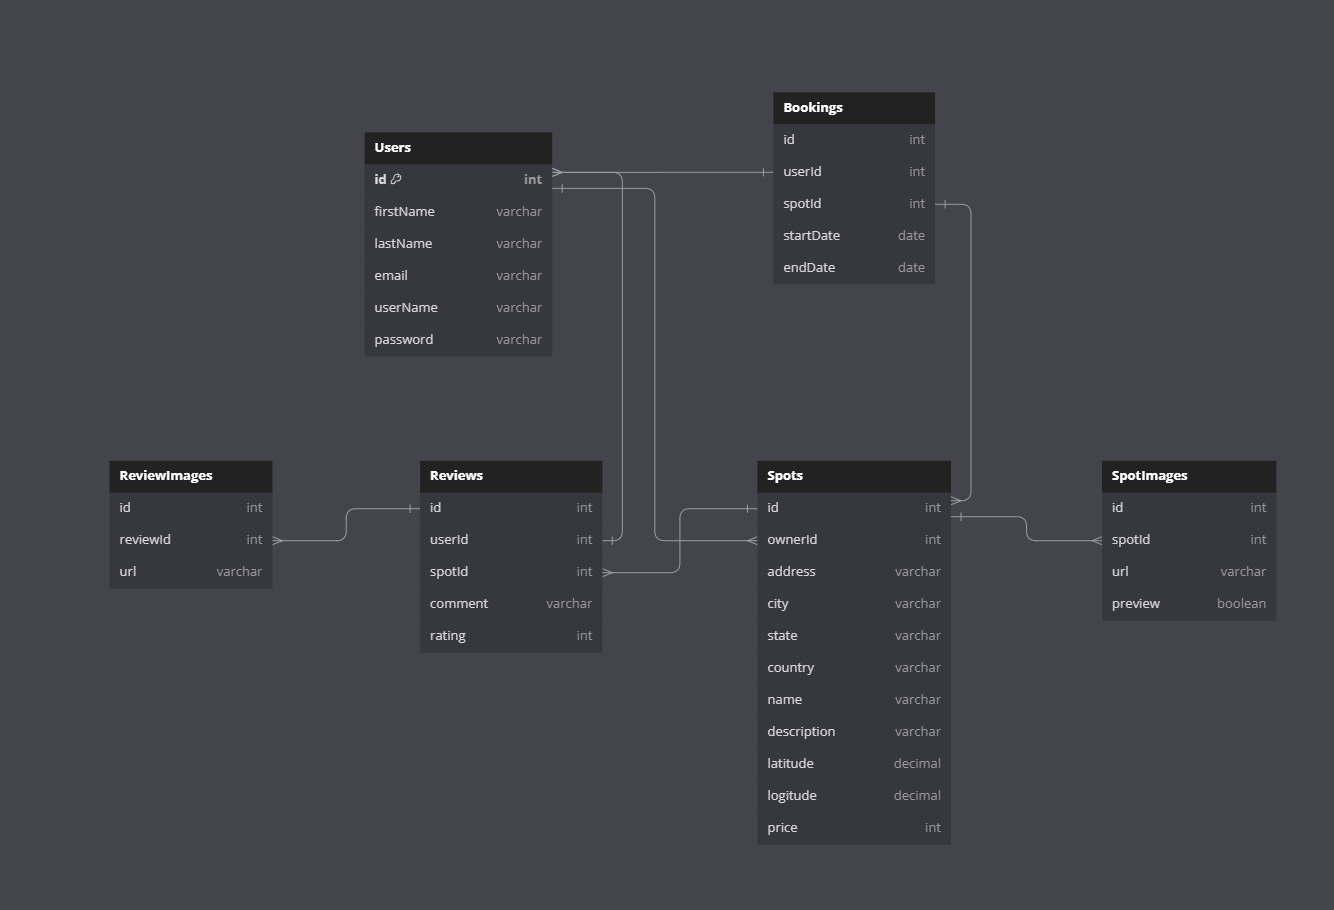 Bookings
id int
userId int
spotId int
startDate date
endDate date
Users
id int
firstName varchar
lastName varchar
email varchar
userName varchar
password varchar
ReviewImages
id int
reviewId int
url varchar
Reviews
id int
userId int
spotId int
comment varchar
rating int
Spots
id int
ownerId int
address varchar
city varchar
state varchar
country varchar
name varchar
description varchar
latitude decimal
logitude decimal
price int
SpotImages
id int
spotId int
url varchar
preview boolean